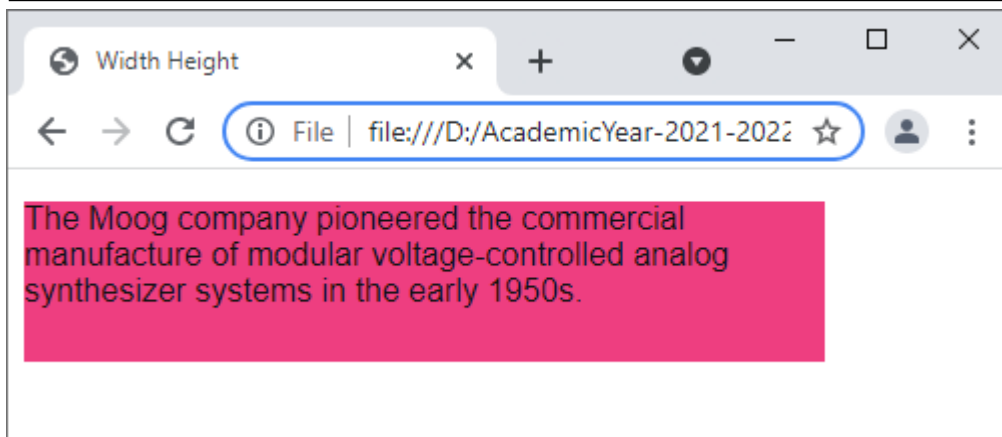 Width Height
File file:///D:/AcademicYear-2021-2022
The Moog company pioneered the commercial
manufacture of modular voltage-controlled analog
synthesizer systems in the early 1950s.